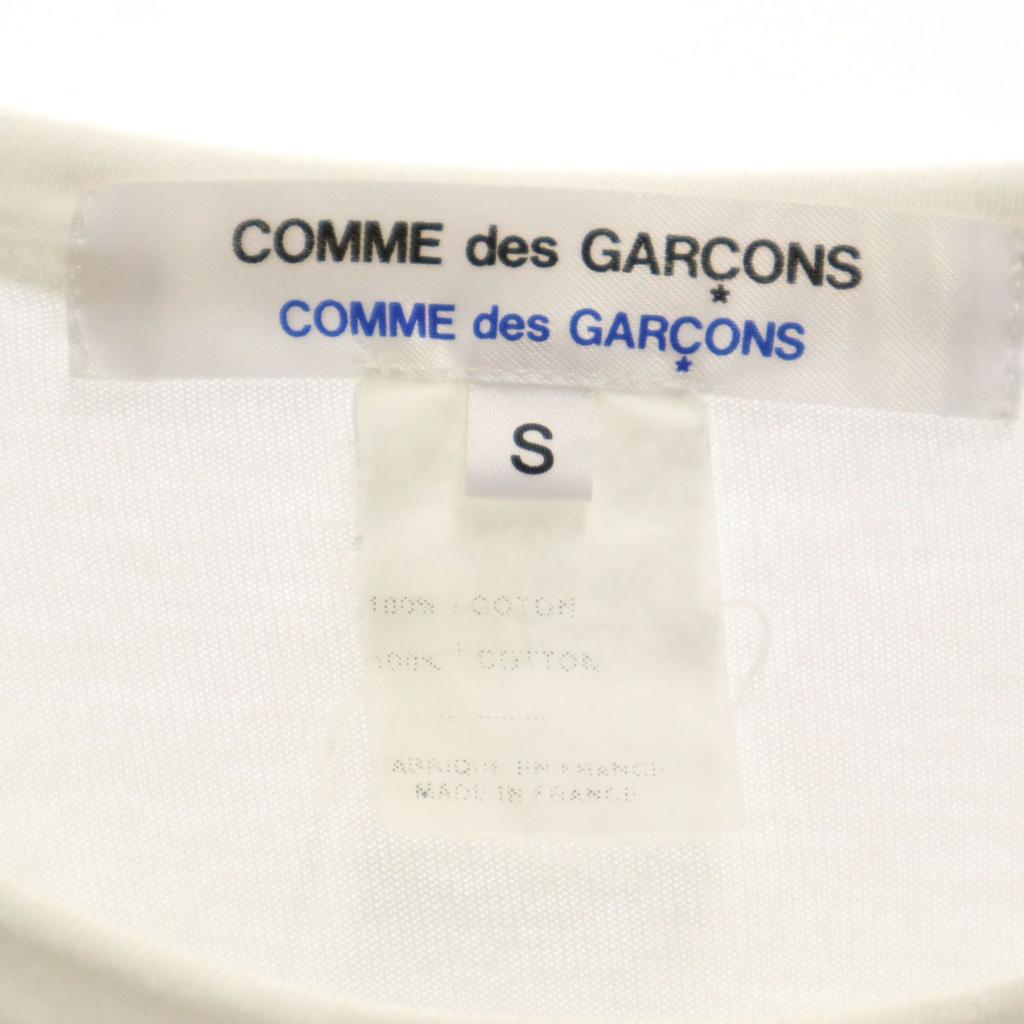 COMME des GARÇONS
COMME des GARÇONS
S
100% COTON
100% COTTON
FABRIQUE EN FRANCE
MADE IN FRANCE